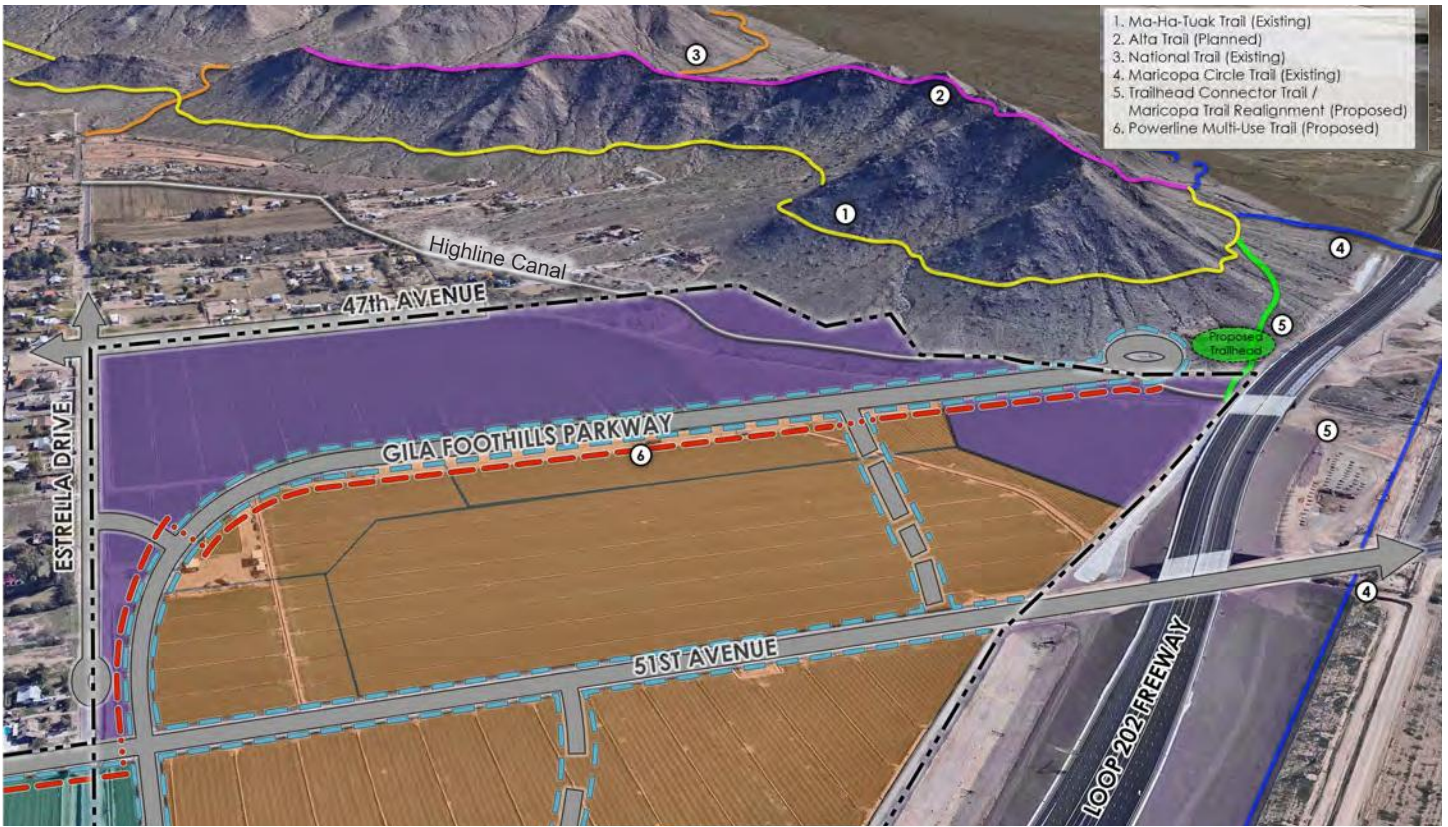 1. Ma-Ha-Tuak Trail (Existing)
2. Alta Trail (Planned)
3. National Trail (Existing)
4. Maricopa Circle Trail (Existing)
5. Trailhead Connector Trail /
Maricopa Trail Realignment (Proposed)
6. Powerline Multi-Use Trail (Proposed)
3
2
? ?
1
4
Highline Canal
47th AVENUE
5
Proposed
Trailhead
ESTRELLA DRIVE
GILA FOOTHILLS PARKWAY
6
5
4
51ST AVENUE
LOOP 202 FREEWAY